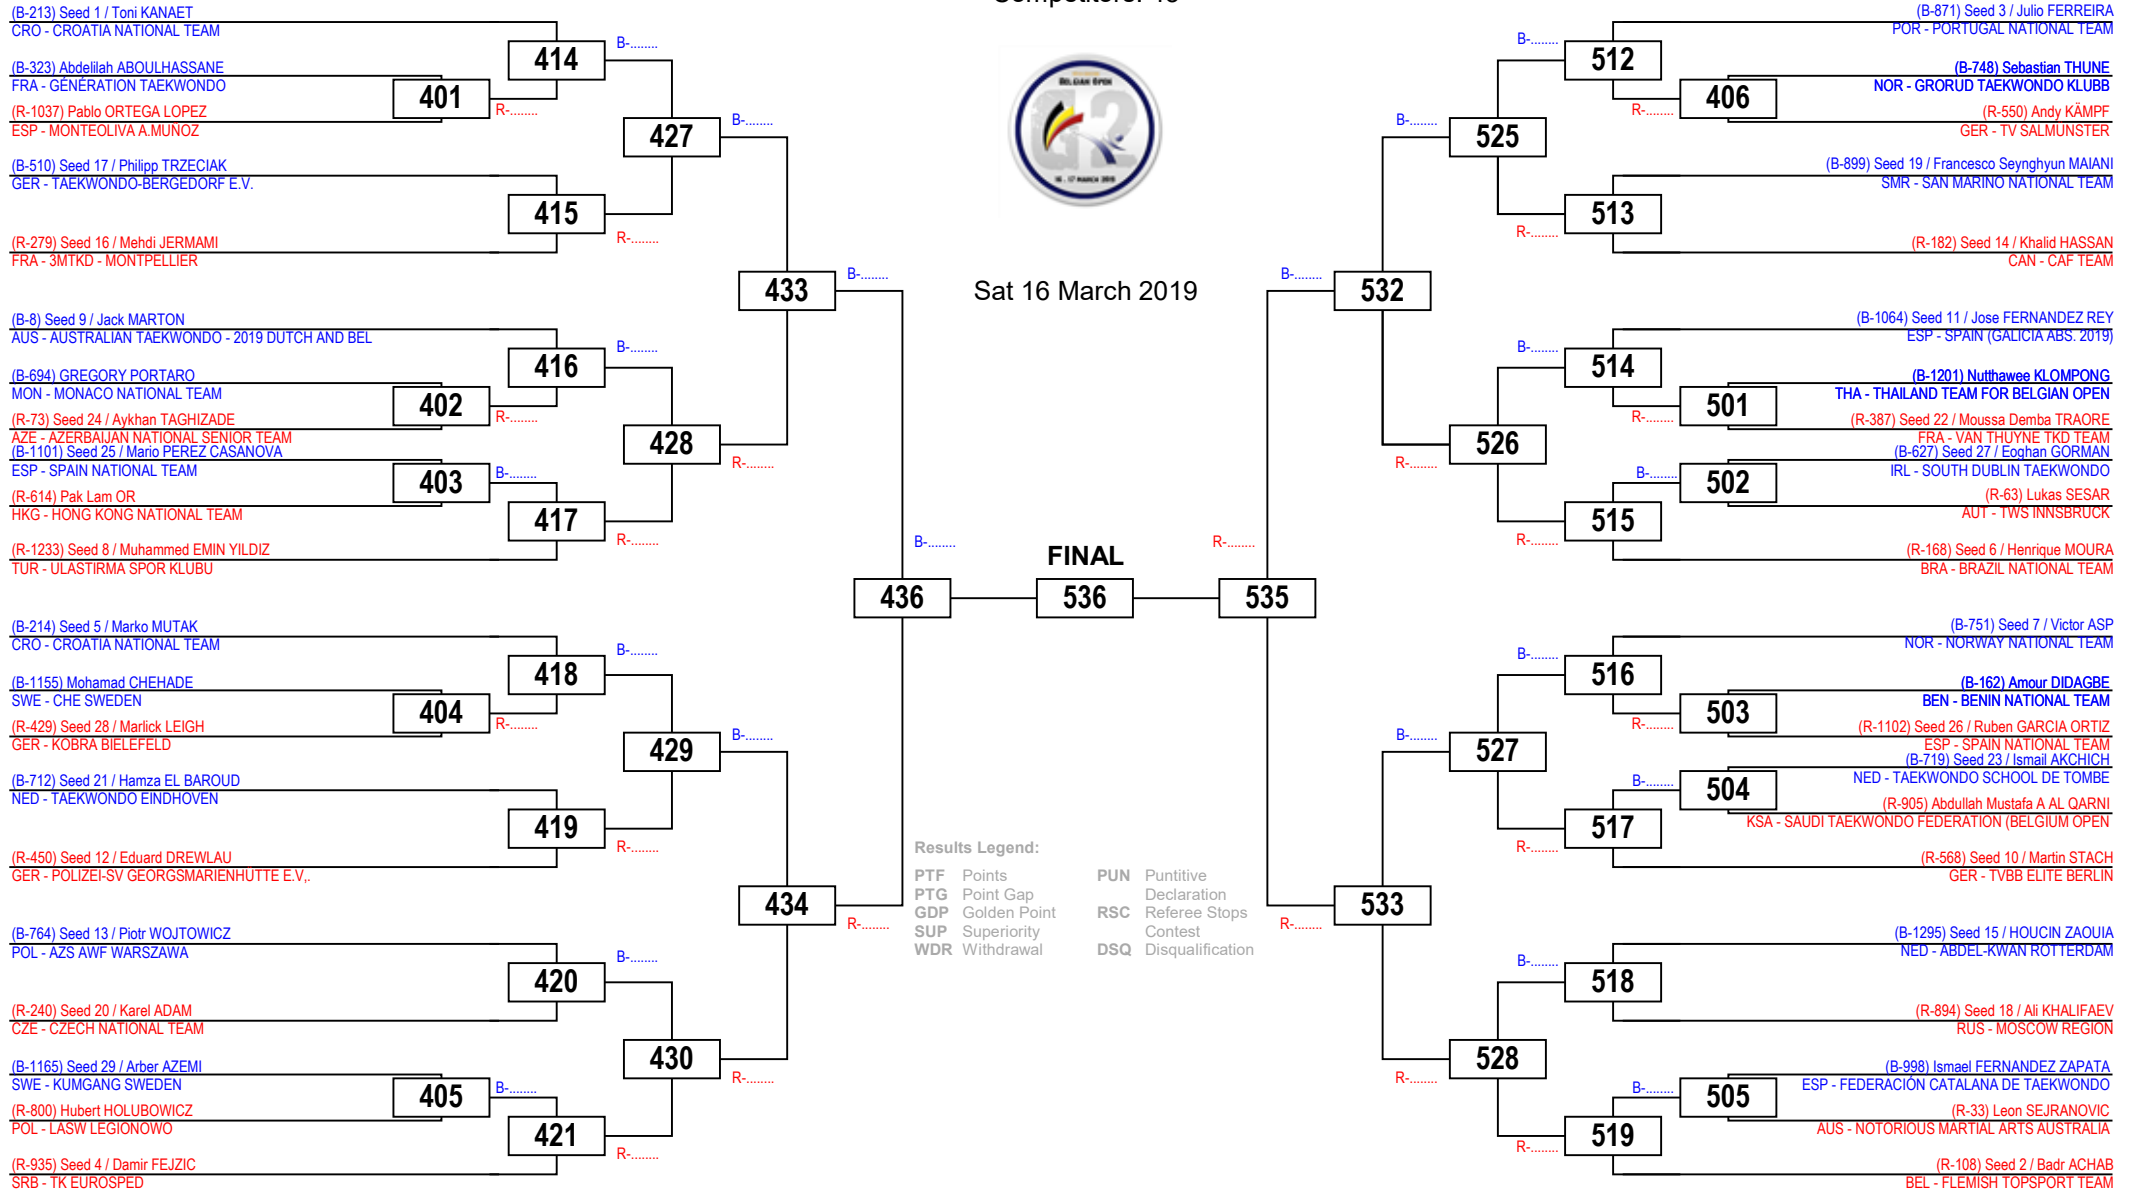 Competitors: 43
(B-213) Seed 1 / Toni KANAET
CRO - CROATIA NATIONAL TEAM
414
B-........
(B-323) Abdelilah ABOULHASSANE
FRA - GÉNÉRATION TAEKWONDO
401
R-........
(R-1037) Pablo ORTEGA LOPEZ
ESP - MONTEOLIVA A.MUÑOZ
427
B-........
(B-510) Seed 17 / Philipp TRZECIAK
GER - TAEKWONDO-BERGEDORF E.V.
415
R-........
(R-279) Seed 16 / Mehdi JERMAMI
FRA - 3MTKD - MONTPELLIER
433
B-........
(B-8) Seed 9 / Jack MARTON
AUS - AUSTRALIAN TAEKWONDO - 2019 DUTCH AND BEL
416
B-........
(B-694) GREGORY PORTARO
MON - MONACO NATIONAL TEAM
402
R-........
(R-73) Seed 24 / Aykhan TAGHIZADE
AZE - AZERBAIJAN NATIONAL SENIOR TEAM
428
R-........
(B-1101) Seed 25 / Mario PEREZ CASANOVA
ESP - SPAIN NATIONAL TEAM
403
B-........
(R-614) Pak Lam OR
HKG - HONG KONG NATIONAL TEAM
417
R-........
(R-1233) Seed 8 / Muhammed EMIN YILDIZ
TUR - ULASTIRMA SPOR KLUBU
B-........
436
(B-214) Seed 5 / Marko MUTAK
CRO - CROATIA NATIONAL TEAM
418
B-........
(B-1155) Mohamad CHEHADE
SWE - CHE SWEDEN
404
R-........
(R-429) Seed 28 / Marlick LEIGH
GER - KOBRA BIELEFELD
429
B-........
(B-712) Seed 21 / Hamza EL BAROUD
NED - TAEKWONDO EINDHOVEN
419
R-........
(R-450) Seed 12 / Eduard DREWLAU
GER - POLIZEI-SV GEORGSMARIENHÜTTE E.V,.
434
R-........
(B-764) Seed 13 / Piotr WOJTOWICZ
POL - AZS AWF WARSZAWA
420
B-........
(R-240) Seed 20 / Karel ADAM
CZE - CZECH NATIONAL TEAM
430
R-........
(B-1165) Seed 29 / Arber AZEMI
SWE - KUMGANG SWEDEN
405
B-........
(R-800) Hubert HOLUBOWICZ
POL - LASW LEGIONOWO
421
R-........
(R-935) Seed 4 / Damir FEJZIC
SRB - TK EUROSPED
BELGIAN OPEN
G2
16 - 17 MARCH 2019
Sat 16 March 2019
FINAL
536
Results Legend:
PTF Points
PTG Point Gap
GDP Golden Point
SUP Superiority
WDR Withdrawal
PUN Puntitive
Declaration
RSC Referee Stops
Contest
DSQ Disqualification
(B-871) Seed 3 / Julio FERREIRA
POR - PORTUGAL NATIONAL TEAM
B-........
512
(B-748) Sebastian THUNE
NOR - GRORUD TAEKWONDO KLUBB
R-........
406
(R-550) Andy KÄMPF
GER - TV SALMÜNSTER
B-........
525
(B-899) Seed 19 / Francesco Seynghyun MAIANI
SMR - SAN MARINO NATIONAL TEAM
R-........
513
(R-182) Seed 14 / Khalid HASSAN
CAN - CAF TEAM
B-........
532
(B-1064) Seed 11 / Jose FERNANDEZ REY
ESP - SPAIN (GALICIA ABS. 2019)
B-........
514
(B-1201) Nutthawee KLOMPONG
THA - THAILAND TEAM FOR BELGIAN OPEN
R-........
501
(R-387) Seed 22 / Moussa Demba TRAORE
FRA - VAN THUYNE TKD TEAM
R-........
526
(B-627) Seed 27 / Eoghan GORMAN
IRL - SOUTH DUBLIN TAEKWONDO
B-........
502
(R-63) Lukas SESAR
AUT - TWS INNSBRUCK
R-........
515
(R-168) Seed 6 / Henrique MOURA
BRA - BRAZIL NATIONAL TEAM
R-........
535
(B-751) Seed 7 / Victor ASP
NOR - NORWAY NATIONAL TEAM
B-........
516
(B-162) Amour DIDAGBE
BEN - BENIN NATIONAL TEAM
R-........
503
(R-1102) Seed 26 / Ruben GARCIA ORTIZ
ESP - SPAIN NATIONAL TEAM
B-........
527
(B-719) Seed 23 / Ismail AKCHICH
NED - TAEKWONDO SCHOOL DE TOMBE
B-........
504
(R-905) Abdullah Mustafa A AL QARNI
KSA - SAUDI TAEKWONDO FEDERATION (BELGIUM OPEN
R-........
517
(R-568) Seed 10 / Martin STACH
GER - TVBB ELITE BERLIN
R-........
533
(B-1295) Seed 15 / HOUCIN ZAOUIA
NED - ABDEL-KWAN ROTTERDAM
B-........
518
(R-894) Seed 18 / Ali KHALIFAEV
RUS - MOSCOW REGION
R-........
528
(B-998) Ismael FERNANDEZ ZAPATA
ESP - FEDERACIÓN CATALANA DE TAEKWONDO
B-........
505
(R-33) Leon SEJRANOVIC
AUS - NOTORIOUS MARTIAL ARTS AUSTRALIA
R-........
519
(R-108) Seed 2 / Badr ACHAB
BEL - FLEMISH TOPSPORT TEAM